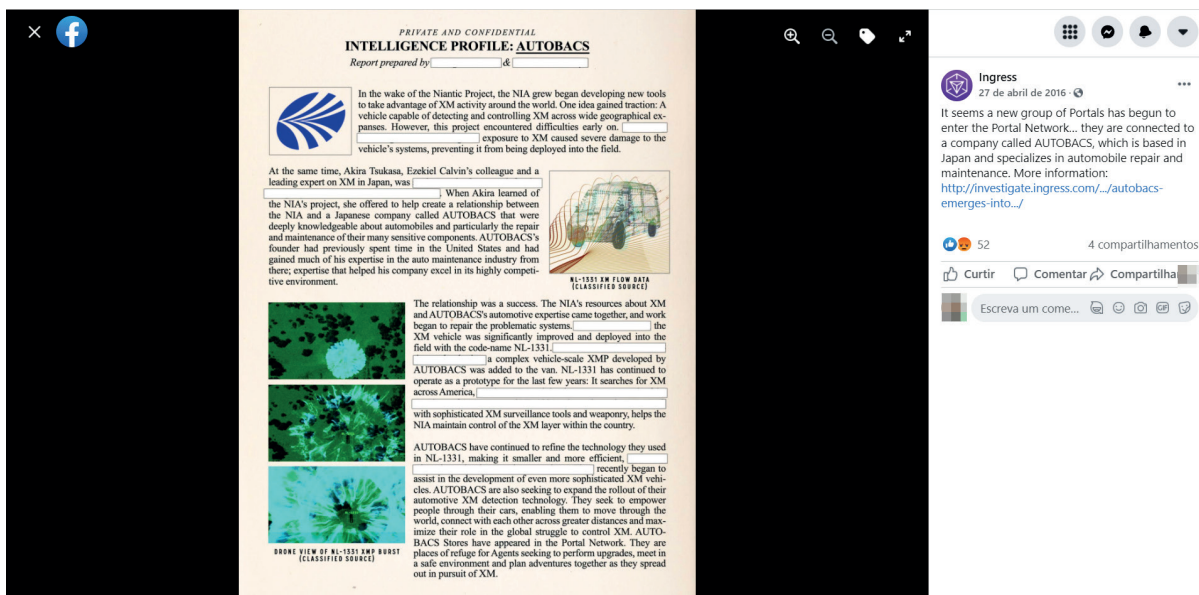 PRIVATE AND CONFIDENTIAL
INTELLIGENCE PROFILE: AUTOBACS
Report prepared by &
In the wake of the Niantic Project, the NIA grew began developing new tools
to take advantage of XM activity around the world. One idea gained traction: A
vehicle capable of detecting and controlling XM across wide geographical ex-
panses. However, this project encountered difficulties early on.
exposure to XM caused severe damage to the
vehicle's systems, preventing it from being deployed into the field.
At the same time, Akira Tsukasa, Ezekiel Calvin's colleague and a
leading expert on XM in Japan, was
. When Akira learned of
the NIA's project, she offered to help create a relationship between
the NIA and a Japanese company called AUTOBACS that were
deeply knowledgeable about automobiles and particularly the repair
and maintenance of their many sensitive components. AUTOBACS's
founder had previously spent time in the United States and had
gained much of his expertise in the auto maintenance industry from
there; expertise that helped his company excel in its highly competi-
tive environment.
NL-1331 XM FLOW DATA
(CLASSIFIED SOURCE)
The relationship was a success. The NIA's resources about XM
and AUTOBACS's automotive expertise came together, and work
began to repair the problematic systems. the
XM vehicle was significantly improved and deployed into the
field with the code-name NL-1331.
a complex vehicle-scale XMP developed by
AUTOBACS was added to the van. NL-1331 has continued to
operate as a prototype for the last few years: It searches for XM
across America,
with sophisticated XM surveillance tools and weaponry, helps the
NIA maintain control of the XM layer within the country.
AUTOBACS have continued to refine the technology they used
in NL-1331, making it smaller and more efficient,
recently began to
assist in the development of even more sophisticated XM vehi-
cles. AUTOBACS are also seeking to expand the rollout of their
automotive XM detection technology. They seek to empower
people through their cars, enabling them to move through the
world, connect with each other across greater distances and max-
imize their role in the global struggle to control XM. AUTO-
BACS Stores have appeared in the Portal Network. They are
places of refuge for Agents seeking to perform upgrades, meet in
a safe environment and plan adventures together as they spread
out in pursuit of XM.
DRONE VIEW OF NL-1331 XMP BURST
(CLASSIFIED SOURCE)
Ingress
27 de abril de 2016 ·
It seems a new group of Portals has begun to
enter the Portal Network... they are connected to
a company called AUTOBACS, which is based in
Japan and specializes in automobile repair and
maintenance. More information:
http://investigate.ingress.com/.../autobacs-
emerges-into.../
52 4 compartilhamentos
Curtir Comentar Compartilha
Escreva um come... GIF